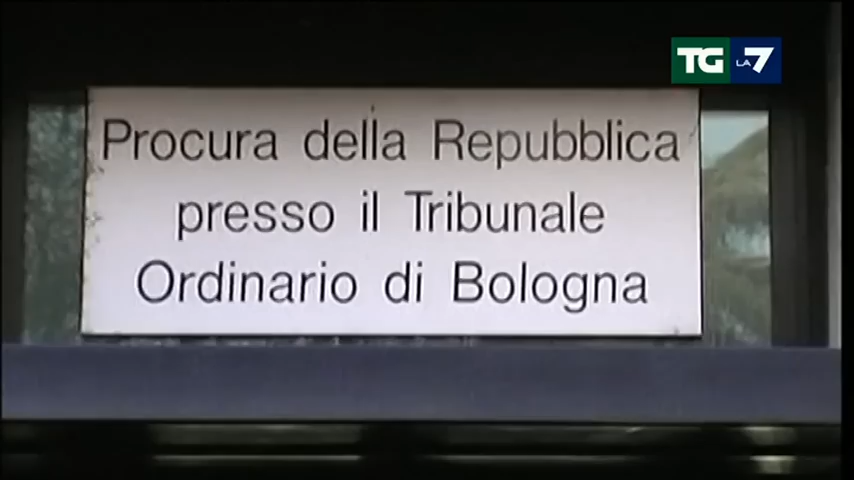 TG LA7
Procura della Repubblica
presso il Tribunale
Ordinario di Bologna